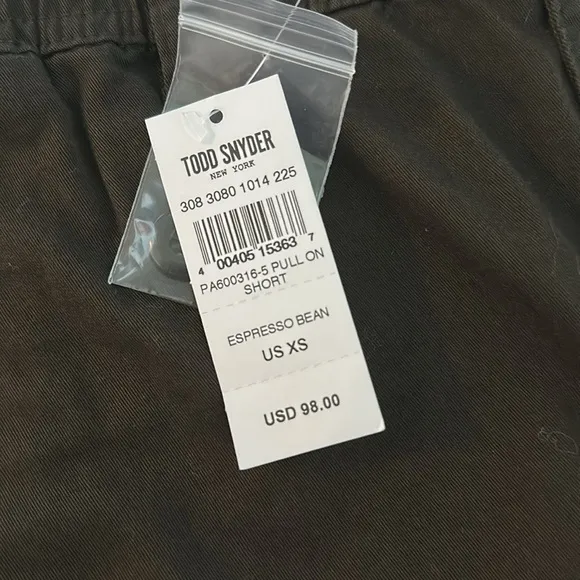 TODD SNYDER
NEW YORK
308 3080 1014 225
4 00405 15363 7
PA600316-5 PULL ON
SHORT
ESPRESSO BEAN
US XS
USD 98.00